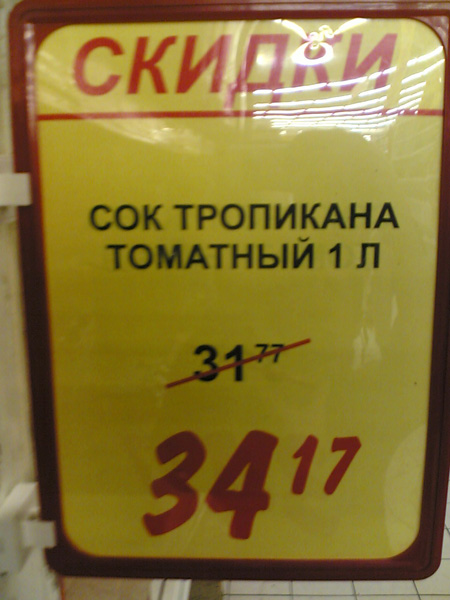 СКИДКИ
СОК ТРОПИКАНА
ТОМАТНЫЙ 1 Л
31 77
34 17